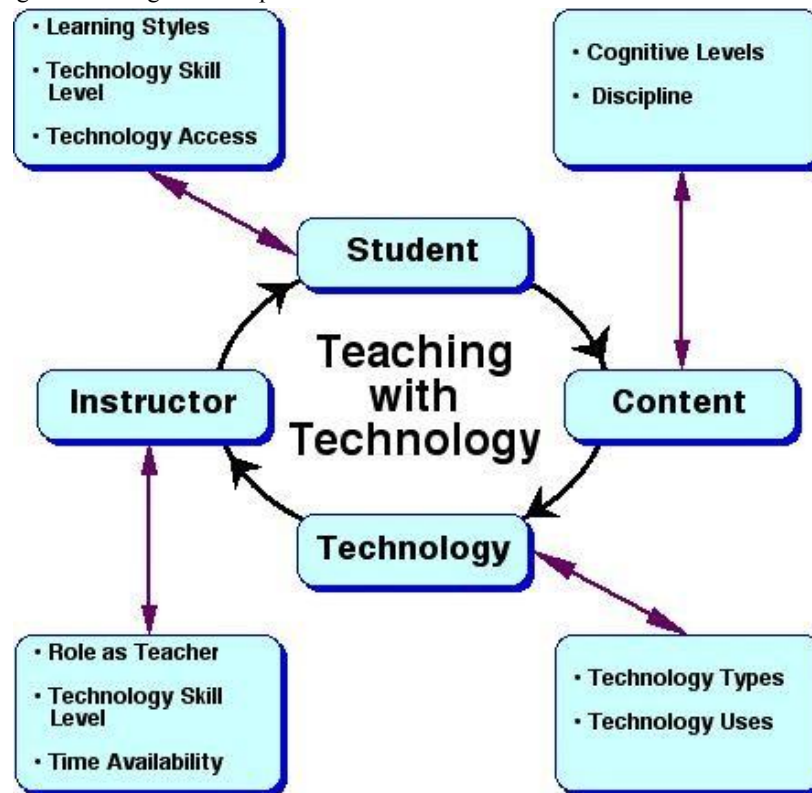 • Learning Styles
• Technology Skill
Level
• Technology Access
• Cognitive Levels
• Discipline
Student
Teaching
with
Technology
Instructor
Content
Technology
• Role as Teacher
• Technology Skill
Level
• Time Availability
• Technology Types
• Technology Uses